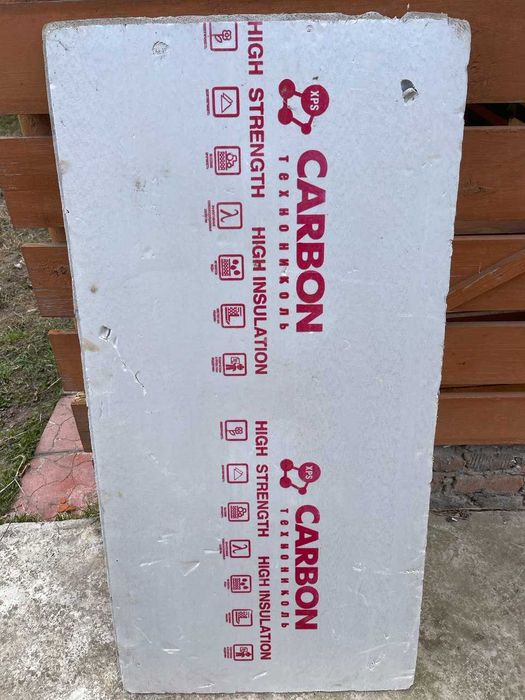 XPS
CARBON
ТЕХНОНИКОЛЬ
HIGH STRENGTH HIGH INSULATION
XPS
CARBON
ТЕХНОНИКОЛЬ
HIGH STRENGTH HIGH INSULATION